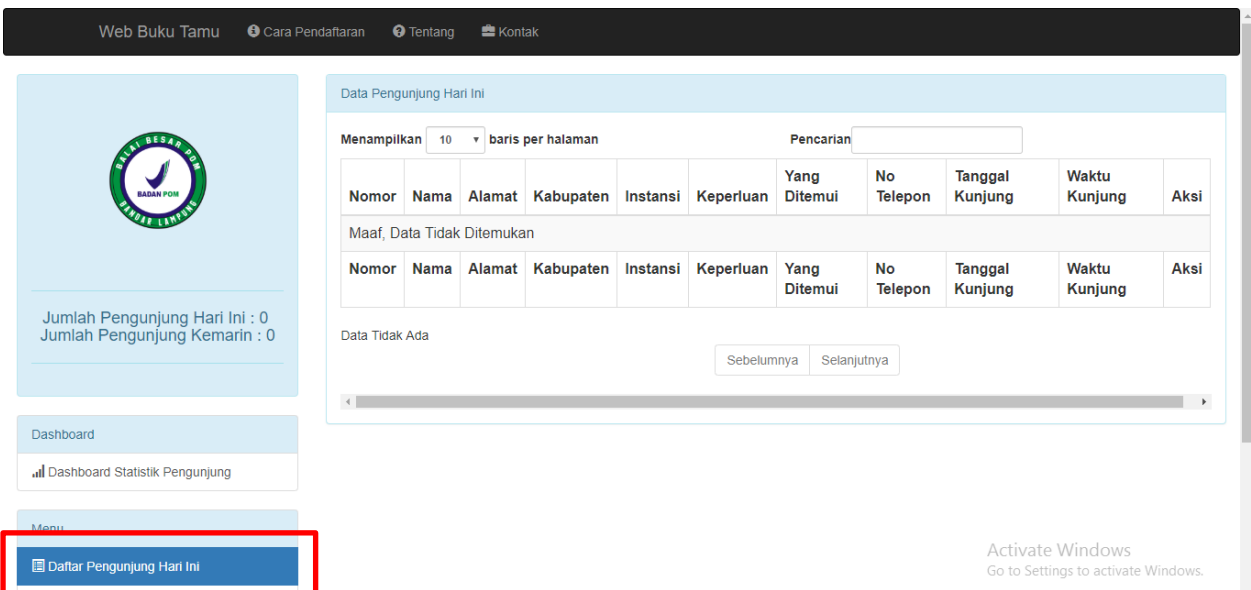 Web Buku Tamu Cara Pendaftaran Tentang Kontak
BALAI BESAR POM
BADAN POM
BANDAR LAMPUNG
Jumlah Pengunjung Hari Ini : 0
Jumlah Pengunjung Kemarin : 0
Dashboard
Dashboard Statistik Pengunjung
Menu
Daftar Pengunjung Hari Ini
Data Pengunjung Hari Ini
Menampilkan 10 baris per halaman Pencarian
Nomor Nama Alamat Kabupaten Instansi Keperluan Yang Ditemui No Telepon Tanggal Kunjung Waktu Kunjung Aksi
Maaf, Data Tidak Ditemukan
Nomor Nama Alamat Kabupaten Instansi Keperluan Yang Ditemui No Telepon Tanggal Kunjung Waktu Kunjung Aksi
Data Tidak Ada
Sebelumnya Selanjutnya
Activate Windows
Go to Settings to activate Windows.